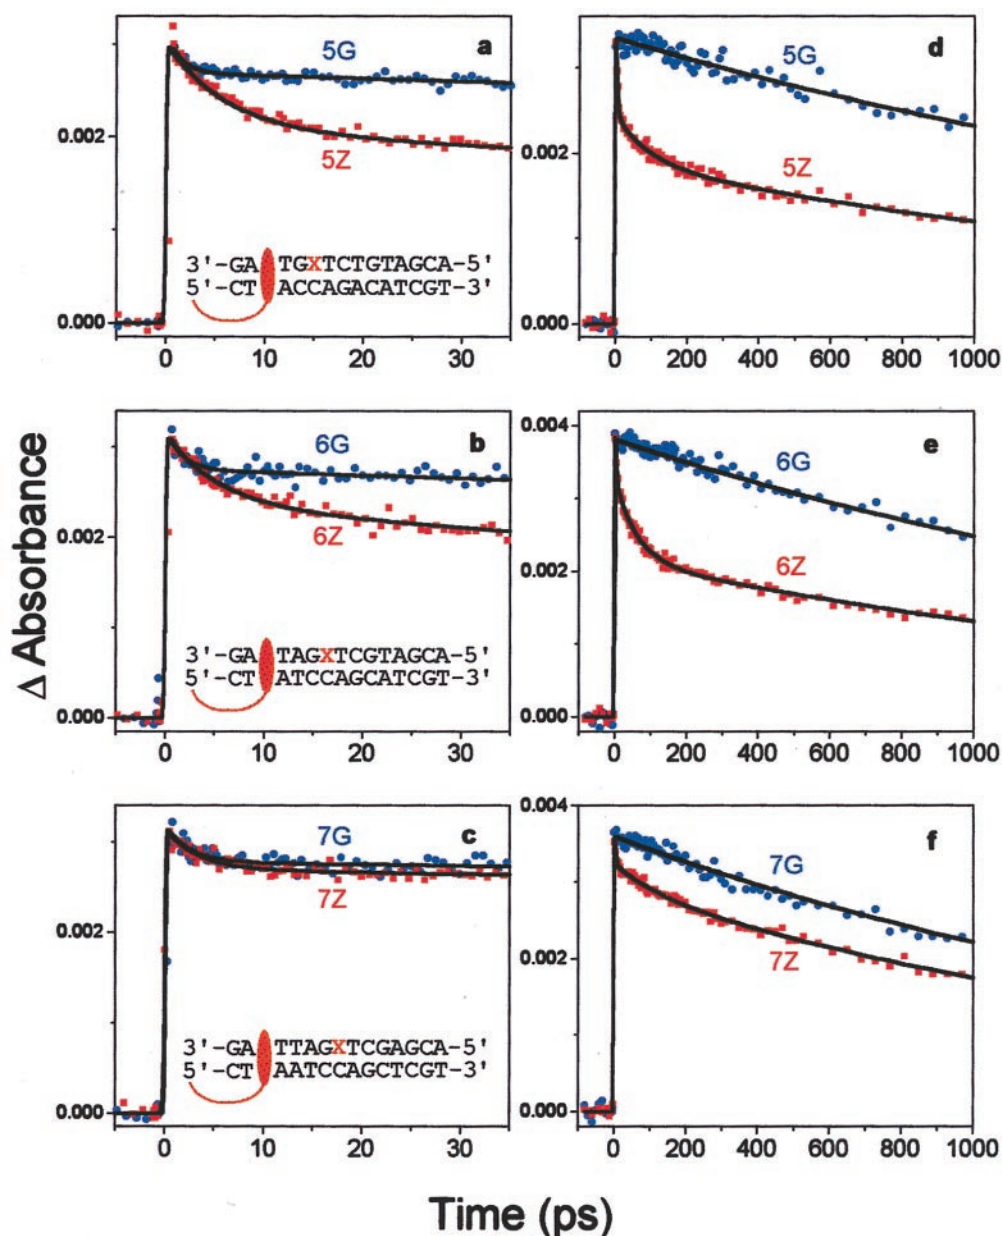 a
5G
5Z
0.002
0.000
3'-GA TGXTCTGTAGCA-5'
5'-CT ACCAGACATCGT-3'
0 10 20 30
d
5G
5Z
0.002
0.000
0 200 400 600 800 1000
b
6G
6Z
0.002
0.000
3'-GA TAGXTCGTAGCA-5'
5'-CT ATCCAGCATCGT-3'
0 10 20 30
e
6G
6Z
0.004
0.002
0.000
0 200 400 600 800 1000
c
7G
7Z
0.002
0.000
3'-GA TTAGXTCGAGCA-5'
5'-CT AATCCAGCTCGT-3'
0 10 20 30
f
7G
7Z
0.004
0.002
0.000
0 200 400 600 800 1000
Δ Absorbance
Time (ps)